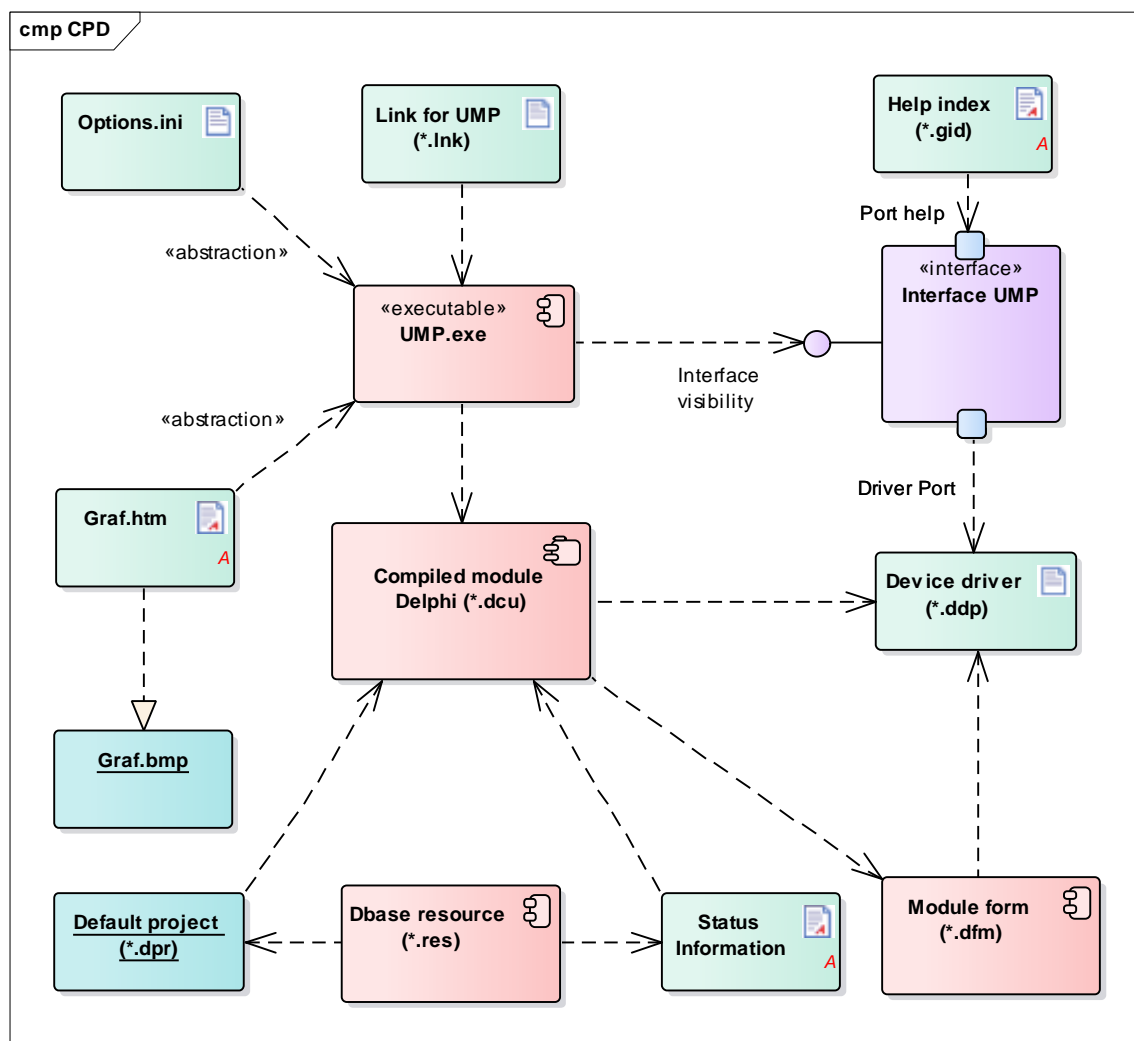 cmp CPD
Options.ini
Link for UMP
(*.lnk)
Help index
(*.gid)
A
Port help
«abstraction»
«interface»
Interface UMP
«executable»
UMP.exe
Interface
visibility
«abstraction»
Driver Port
Graf.htm
A
Compiled module
Delphi (*.dcu)
Device driver
(*.ddp)
Graf.bmp
Default project
(*.dpr)
Dbase resource
(*.res)
Status
Information
A
Module form
(*.dfm)